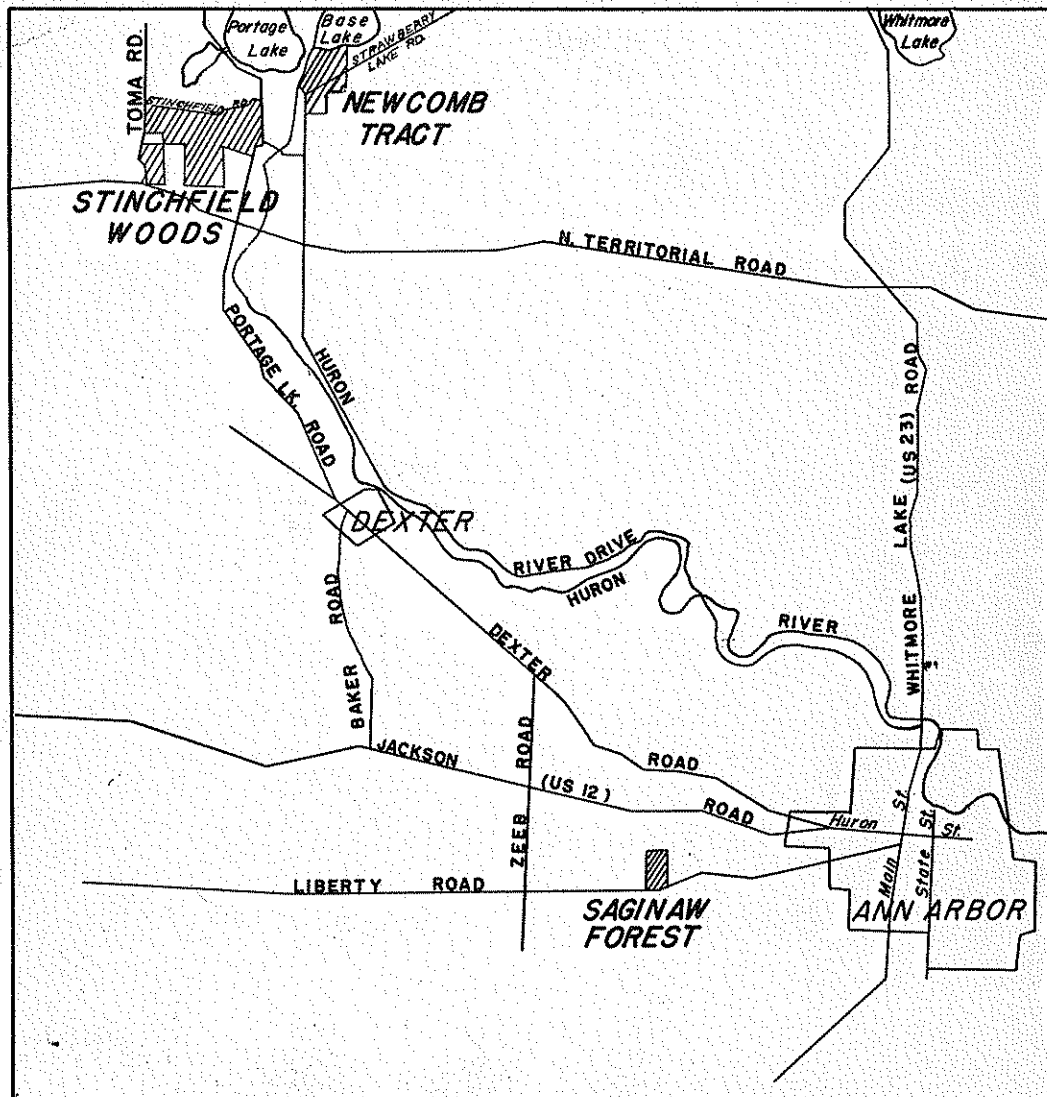 Portage
Lake
Base
Lake
Whitmore
Lake
STRAWBERRY
LAKE RD.
TOMA RD.
STINCHFIELD RD.
NEWCOMB
TRACT
STINCHFIELD
WOODS
N. TERRITORIAL ROAD
PORTAGE LK. ROAD
HURON
RIVER DRIVE
DEXTER
HURON
RIVER
WHITMORE LAKE (US 23) ROAD
BAKER ROAD
DEXTER
ROAD
JACKSON
(US 12)
ROAD
ZEEB ROAD
Huron St.
Main St.
State St.
LIBERTY ROAD
SAGINAW
FOREST
ANN ARBOR